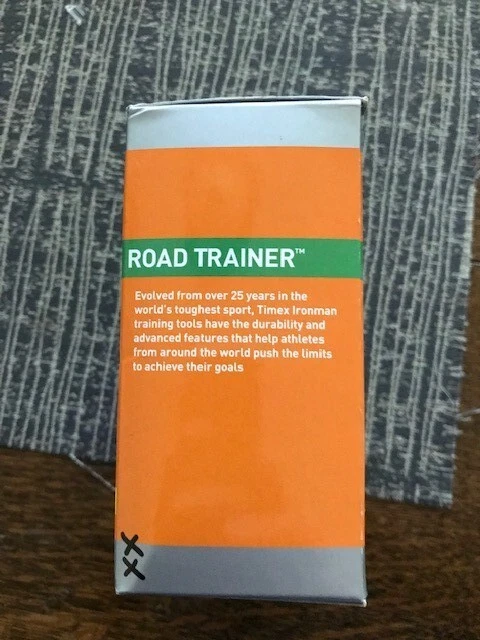 ROAD TRAINER™
Evolved from over 25 years in the
world's toughest sport, Timex Ironman
training tools have the durability and
advanced features that help athletes
from around the world push the limits
to achieve their goals
XX